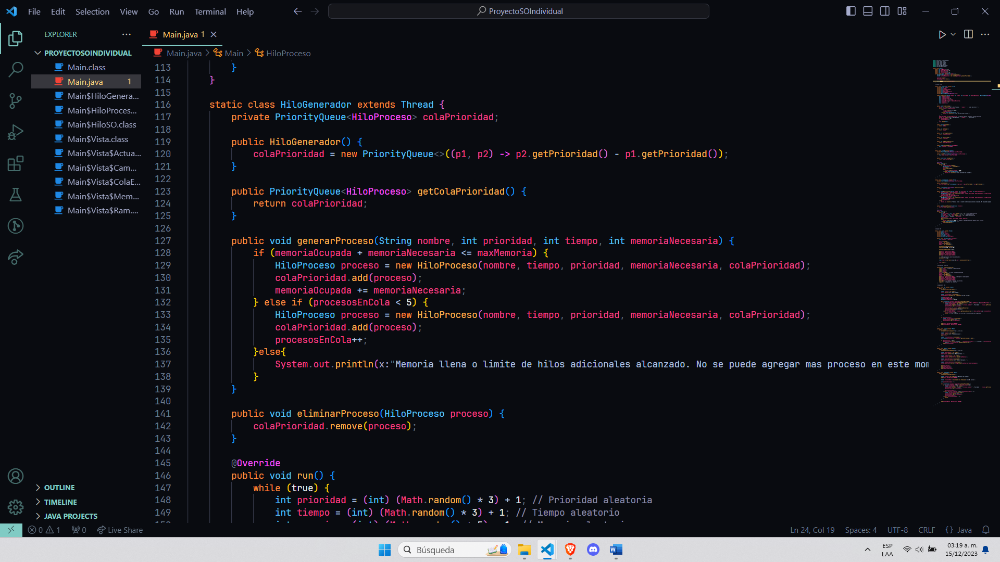 File Edit Selection View Go Run Terminal Help
ProyectoSOIndividual
EXPLORER
PROYECTOSOINDIVIDUAL
Main.class
Main.java 1
Main$HiloGenera...
Main$HiloProces...
Main$HiloSO.class
Main$Vista.class
Main$Vista$Actua...
Main$Vista$Cam...
Main$Vista$ColaE...
Main$Vista$Mem...
Main$Vista$Ram....
OUTLINE
TIMELINE
JAVA PROJECTS
Main.java 1
Main.java > Main > HiloProceso
113 }
114 }
115
116 static class HiloGenerador extends Thread {
117 private PriorityQueue<HiloProceso> colaPrioridad;
118
119 public HiloGenerador() {
120 colaPrioridad = new PriorityQueue<>((p1, p2) -> p2.getPrioridad() - p1.getPrioridad());
121 }
122
123 public PriorityQueue<HiloProceso> getColaPrioridad() {
124 return colaPrioridad;
125 }
126
127 public void generarProceso(String nombre, int prioridad, int tiempo, int memoriaNecesaria) {
128 if (memoriaOcupada + memoriaNecesaria <= maxMemoria) {
129 HiloProceso proceso = new HiloProceso(nombre, tiempo, prioridad, memoriaNecesaria, colaPrioridad);
130 colaPrioridad.add(proceso);
131 memoriaOcupada += memoriaNecesaria;
132 } else if (procesosEnCola < 5) {
133 HiloProceso proceso = new HiloProceso(nombre, tiempo, prioridad, memoriaNecesaria, colaPrioridad);
134 colaPrioridad.add(proceso);
135 procesosEnCola++;
136 }else{
137 System.out.println(x:"Memoria llena o limite de hilos adicionales alcanzado. No se puede agregar mas proceso en este mom
138 }
139 }
140
141 public void eliminarProceso(HiloProceso proceso) {
142 colaPrioridad.remove(proceso);
143 }
144
145 @Override
146 public void run() {
147 while (true) {
148 int prioridad = (int) (Math.random() * 3) + 1; // Prioridad aleatoria
149 int tiempo = (int) (Math.random() * 3) + 1; // Tiempo aleatorio
0 1 0 Live Share
Ln 24, Col 19 Spaces: 4 UTF-8 CRLF {} Java
Búsqueda
ESP
LAA
03:19 a. m.
15/12/2023